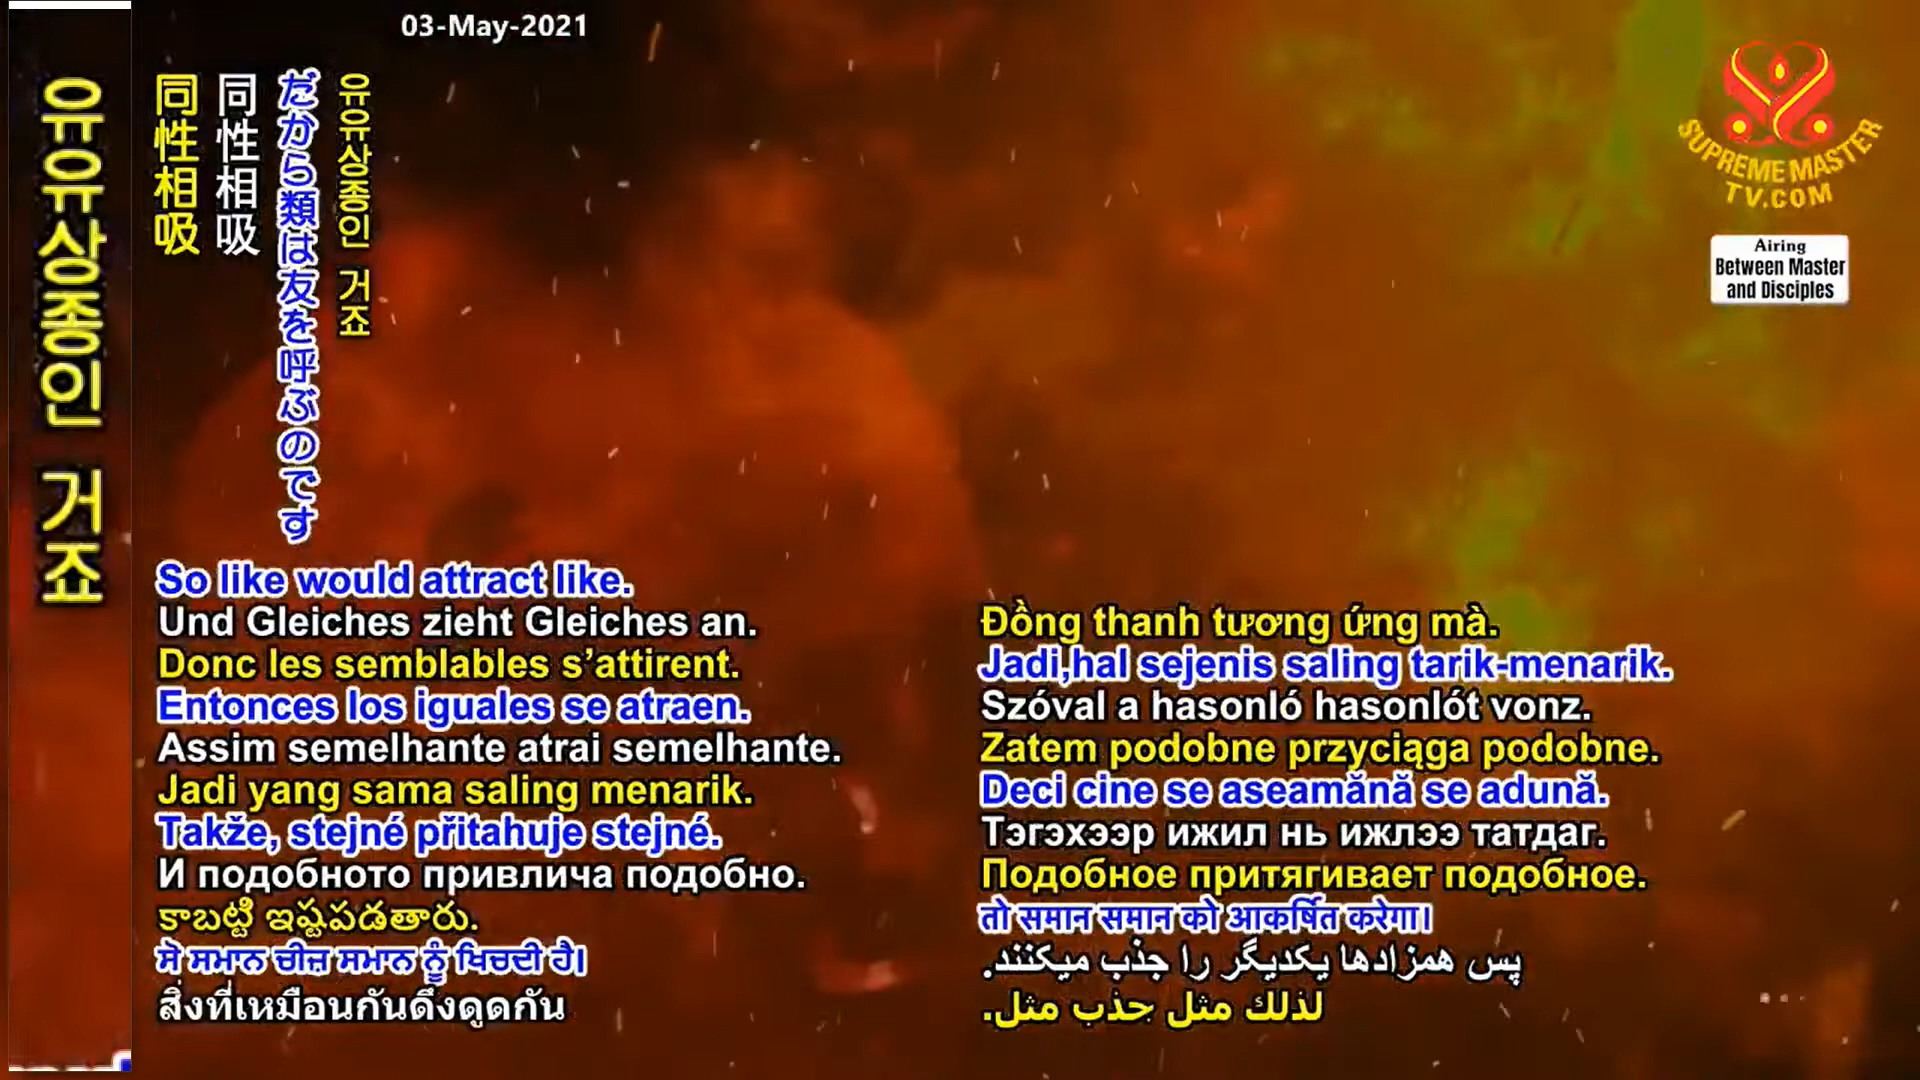 03-May-2021
유유상종인 거죠
同性相吸
同性相吸
だから類は友を呼ぶのです
유유상종인 거죠
SUPREME MASTER
TV.COM
Airing
Between Master
and Disciples
So like would attract like.
Und Gleiches zieht Gleiches an.
Donc les semblables s’attirent.
Entonces los iguales se atraen.
Assim semelhante atrai semelhante.
Jadi yang sama saling menarik.
Takže, stejné přitahuje stejné.
И подобното привлича подобно.
కాబట్టి ఇష్టపడతారు.
ਸੋ ਸਮਾਨ ਚੀਜ਼ ਸਮਾਨ ਨੂੰ ਖਿਚਦੀ ਹੈ।
สิ่งที่เหมือนกันดึงดูดกัน
Đồng thanh tương ứng mà.
Jadi,hal sejenis saling tarik-menarik.
Szóval a hasonló hasonlót vonz.
Zatem podobne przyciąga podobne.
Deci cine se aseamănă se adună.
Тэгэхээр ижил нь ижлээ татдаг.
Подобное притягивает подобное.
तो समान समान को आकर्षित करेगा।
پس همزادها یکدیگر را جذب میکنند.
لذلك مثل جذب مثل.